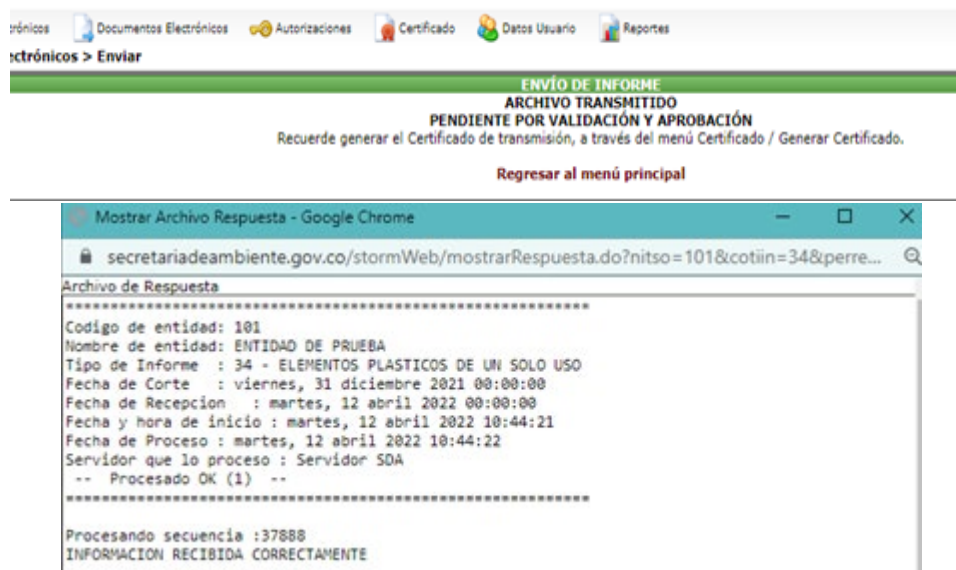 rónicos Documentos Electrónicos Autorizaciones Certificado Datos Usuario Reportes
ectrónicos > Enviar
ENVÍO DE INFORME
ARCHIVO TRANSMITIDO
PENDIENTE POR VALIDACIÓN Y APROBACIÓN
Recuerde generar el Certificado de transmisión, a través del menú Certificado / Generar Certificado.
Regresar al menú principal
Mostrar Archivo Respuesta - Google Chrome
secretariadeambiente.gov.co/stormWeb/mostrarRespuesta.do?nitso=101&cotiin=34&perre...
Archivo de Respuesta
Codigo de entidad: 101
Nombre de entidad: ENTIDAD DE PRUEBA
Tipo de Informe : 34 - ELEMENTOS PLASTICOS DE UN SOLO USO
Fecha de Corte : viernes, 31 diciembre 2021 00:00:00
Fecha de Recepcion : martes, 12 abril 2022 00:00:00
Fecha y hora de inicio : martes, 12 abril 2022 10:44:21
Fecha de Proceso : martes, 12 abril 2022 10:44:22
Servidor que lo proceso : Servidor SDA
-- Procesado OK (1) --
Procesando secuencia :37888
INFORMACION RECIBIDA CORRECTAMENTE